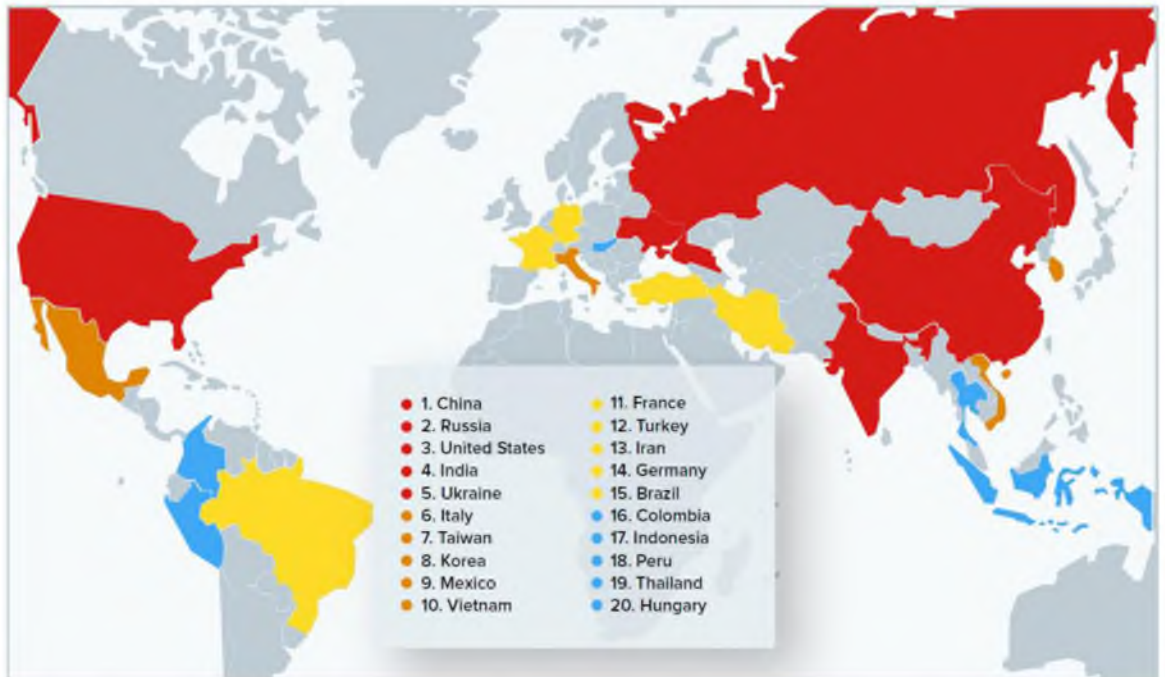 1. China
2. Russia
3. United States
4. India
5. Ukraine
6. Italy
7. Taiwan
8. Korea
9. Mexico
10. Vietnam
11. France
12. Turkey
13. Iran
14. Germany
15. Brazil
16. Colombia
17. Indonesia
18. Peru
19. Thailand
20. Hungary